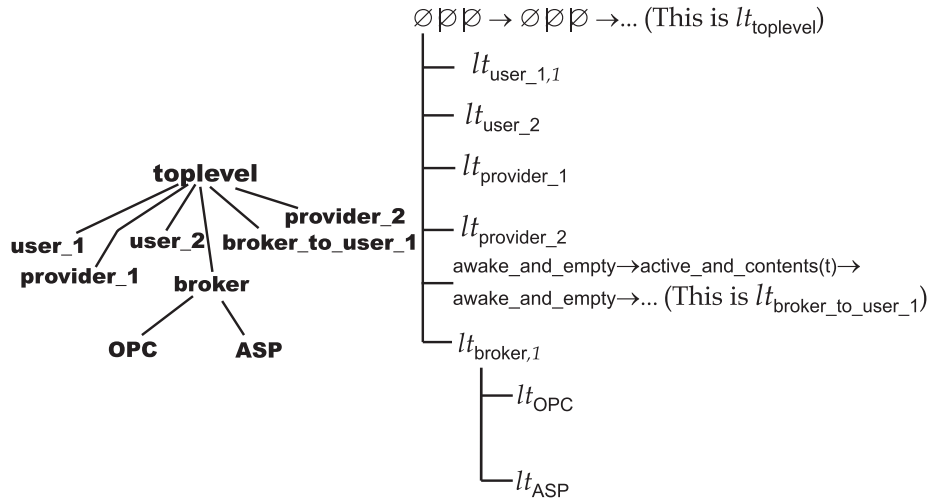 ∅|∅|∅ → ∅|∅|∅ →... (This is lt_toplevel)
lt_user_1,1
lt_user_2
lt_provider_1
lt_provider_2
awake_and_empty→active_and_contents(t)→
awake_and_empty→... (This is lt_broker_to_user_1)
lt_broker,1
lt_OPC
lt_ASP
toplevel
provider_2
user_1
user_2
broker_to_user_1
provider_1
broker
OPC
ASP